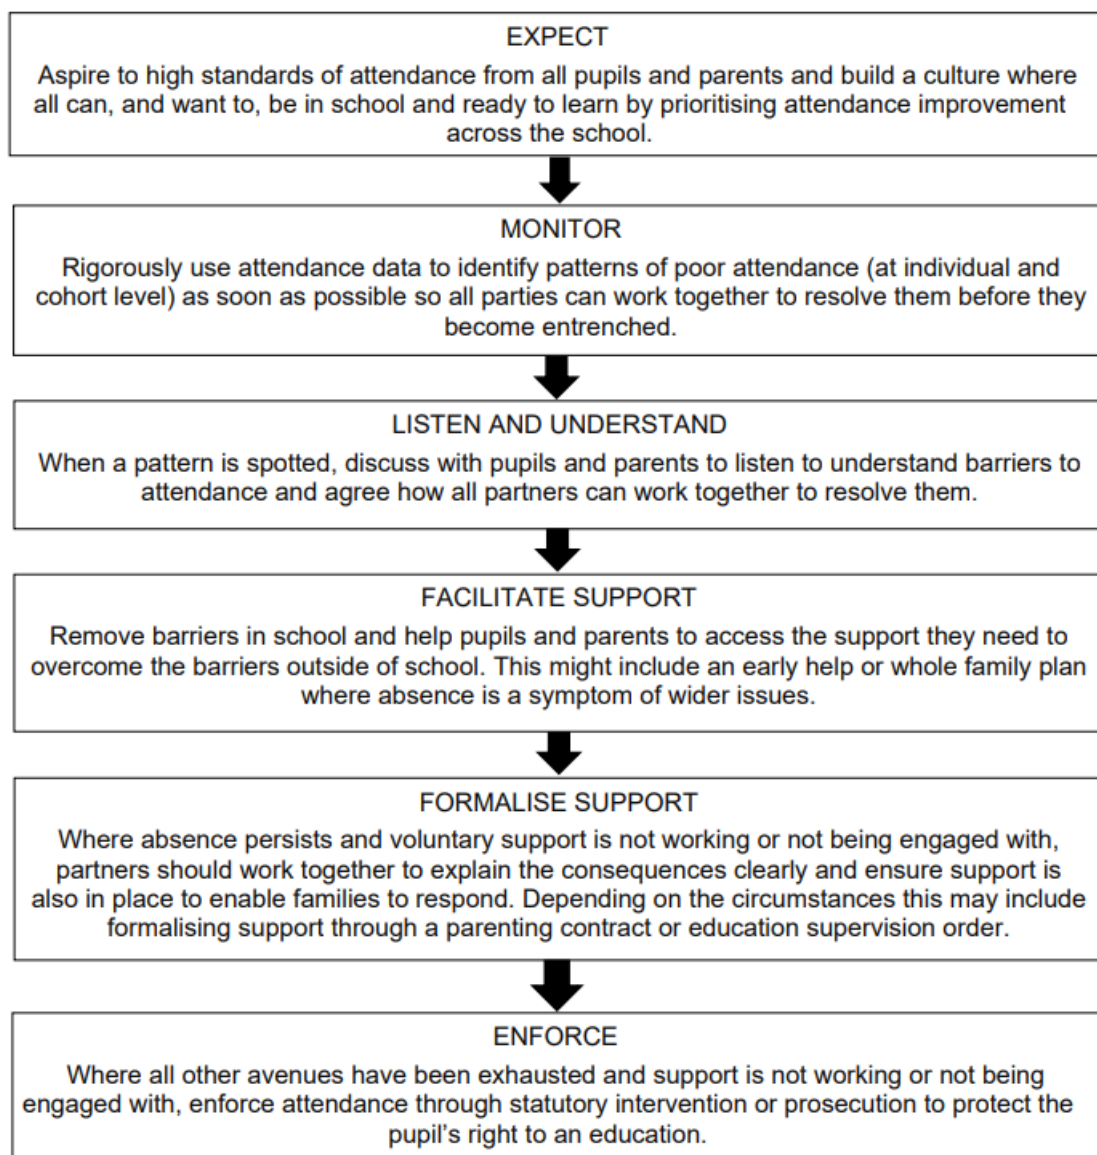 EXPECT
Aspire to high standards of attendance from all pupils and parents and build a culture where
all can, and want to, be in school and ready to learn by prioritising attendance improvement
across the school.
MONITOR
Rigorously use attendance data to identify patterns of poor attendance (at individual and
cohort level) as soon as possible so all parties can work together to resolve them before they
become entrenched.
LISTEN AND UNDERSTAND
When a pattern is spotted, discuss with pupils and parents to listen to understand barriers to
attendance and agree how all partners can work together to resolve them.
FACILITATE SUPPORT
Remove barriers in school and help pupils and parents to access the support they need to
overcome the barriers outside of school. This might include an early help or whole family plan
where absence is a symptom of wider issues.
FORMALISE SUPPORT
Where absence persists and voluntary support is not working or not being engaged with,
partners should work together to explain the consequences clearly and ensure support is
also in place to enable families to respond. Depending on the circumstances this may include
formalising support through a parenting contract or education supervision order.
ENFORCE
Where all other avenues have been exhausted and support is not working or not being
engaged with, enforce attendance through statutory intervention or prosecution to protect the
pupil's right to an education.